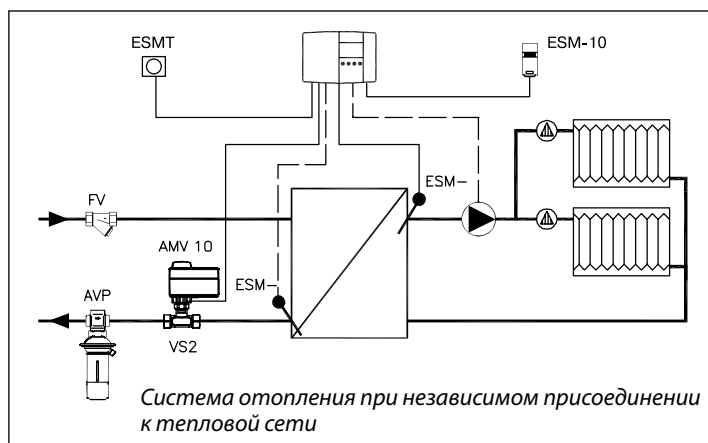 ESMT
ESM-10
ESM-
FV
AMV 10
ESM-
AVP
VS2
Система отопления при независимом присоединении
к тепловой сети